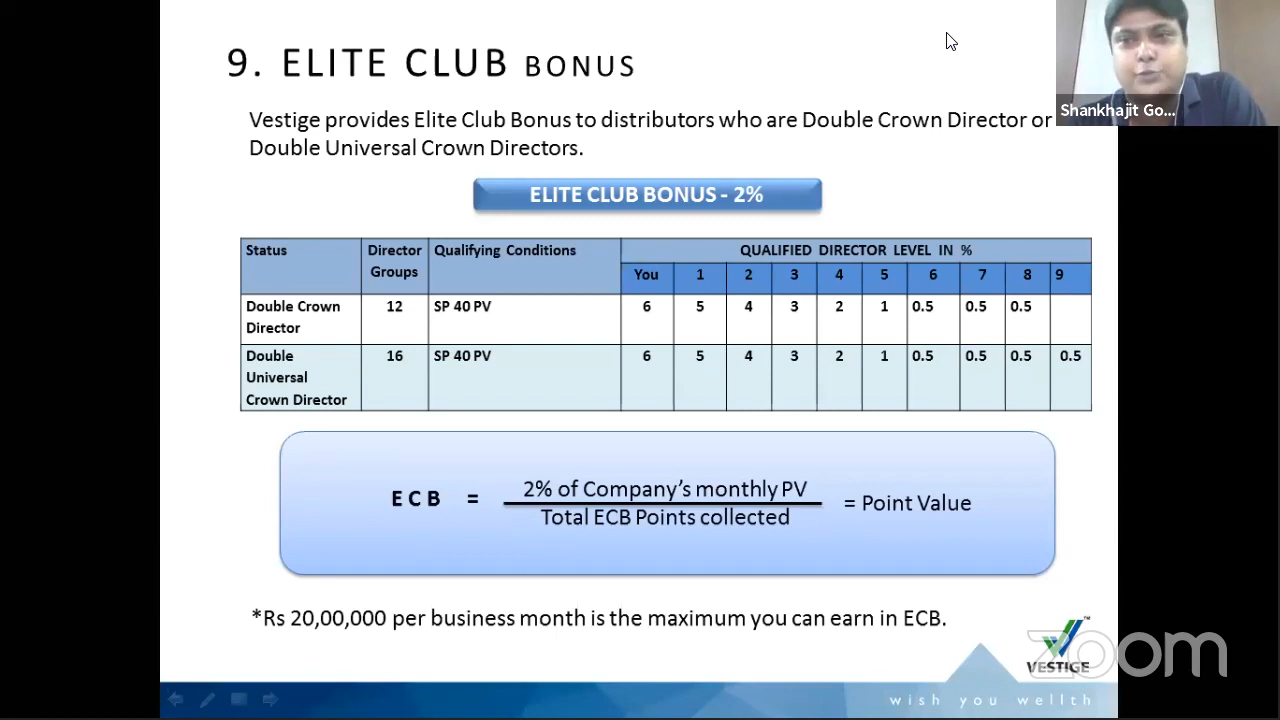 9. ELITE CLUB BONUS
Shankhajit Go...
Vestige provides Elite Club Bonus to distributors who are Double Crown Director or
Double Universal Crown Directors.
ELITE CLUB BONUS - 2%
Status Director Groups Qualifying Conditions QUALIFIED DIRECTOR LEVEL IN %
You 1 2 3 4 5 6 7 8 9
Double Crown Director 12 SP 40 PV 6 5 4 3 2 1 0.5 0.5 0.5
Double Universal Crown Director 16 SP 40 PV 6 5 4 3 2 1 0.5 0.5 0.5 0.5
2% of Company's monthly PV
ECB = = Point Value
Total ECB Points collected
*Rs 20,00,000 per business month is the maximum you can earn in ECB.
zoom
VESTIGE™
wish you wellth